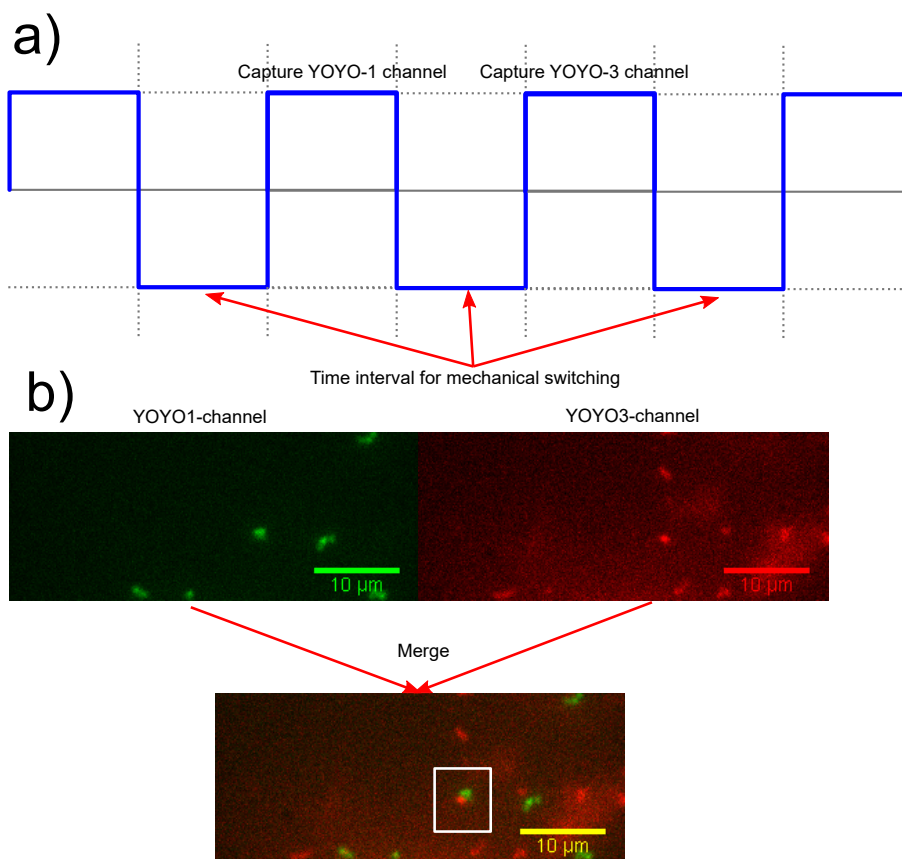 a)
Capture YOYO-1 channel
Capture YOYO-3 channel
Time interval for mechanical switching
b)
YOYO1-channel
YOYO3-channel
10 µm
10 µm
Merge
10 µm